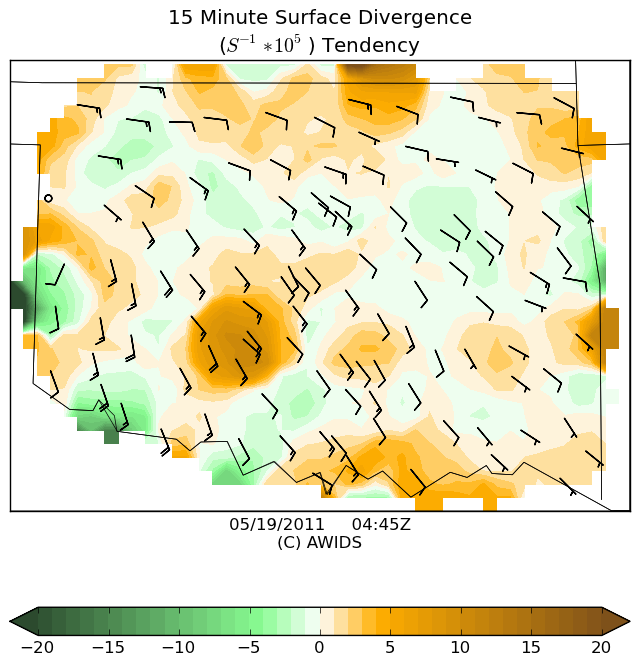 15 Minute Surface Divergence
(S⁻¹ * 10⁵ ) Tendency
05/19/2011 04:45Z
(C) AWIDS
−20 −15 −10 −5 0 5 10 15 20